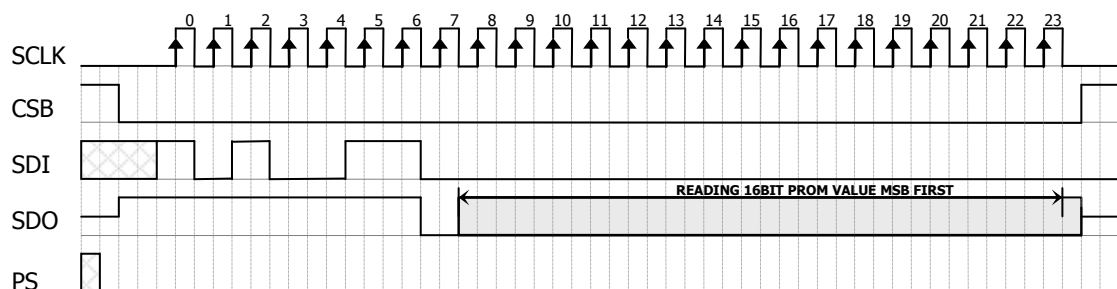 0 1 2 3 4 5 6 7 8 9 10 11 12 13 14 15 16 17 18 19 20 21 22 23
SCLK
CSB
SDI
READING 16BIT PROM VALUE MSB FIRST
SDO
PS